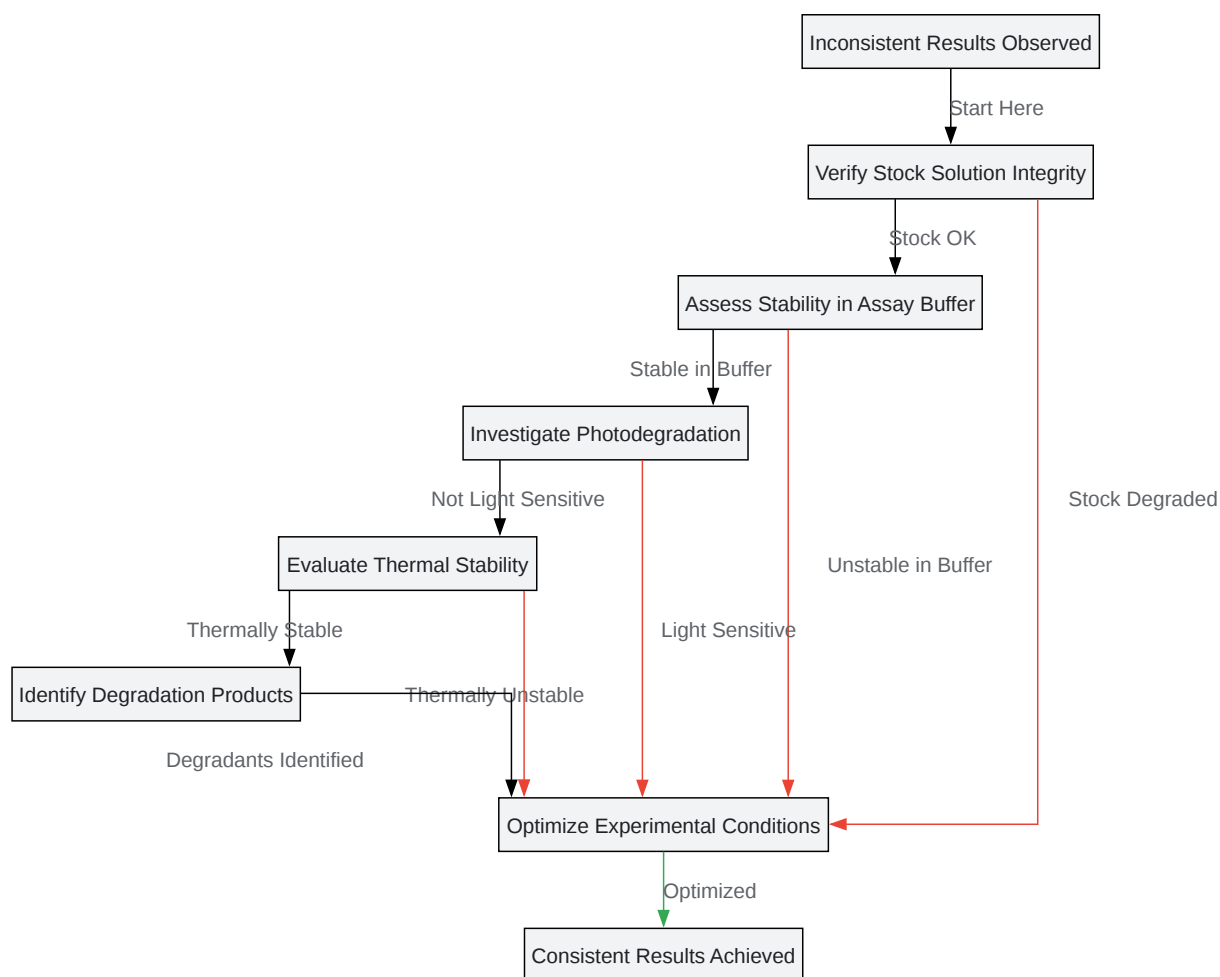 Inconsistent Results Observed
Start Here
Verify Stock Solution Integrity
Stock OK
Assess Stability in Assay Buffer
Stable in Buffer
Investigate Photodegradation
Not Light Sensitive
Stock Degraded
Evaluate Thermal Stability
Unstable in Buffer
Thermally Stable
Light Sensitive
Identify Degradation Products
Thermally Unstable
Degradants Identified
Optimize Experimental Conditions
Optimized
Consistent Results Achieved